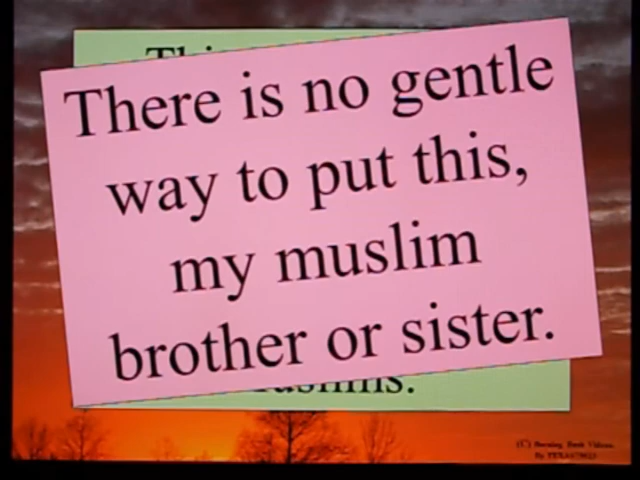 There is no gentle
way to put this,
my muslim
brother or sister.